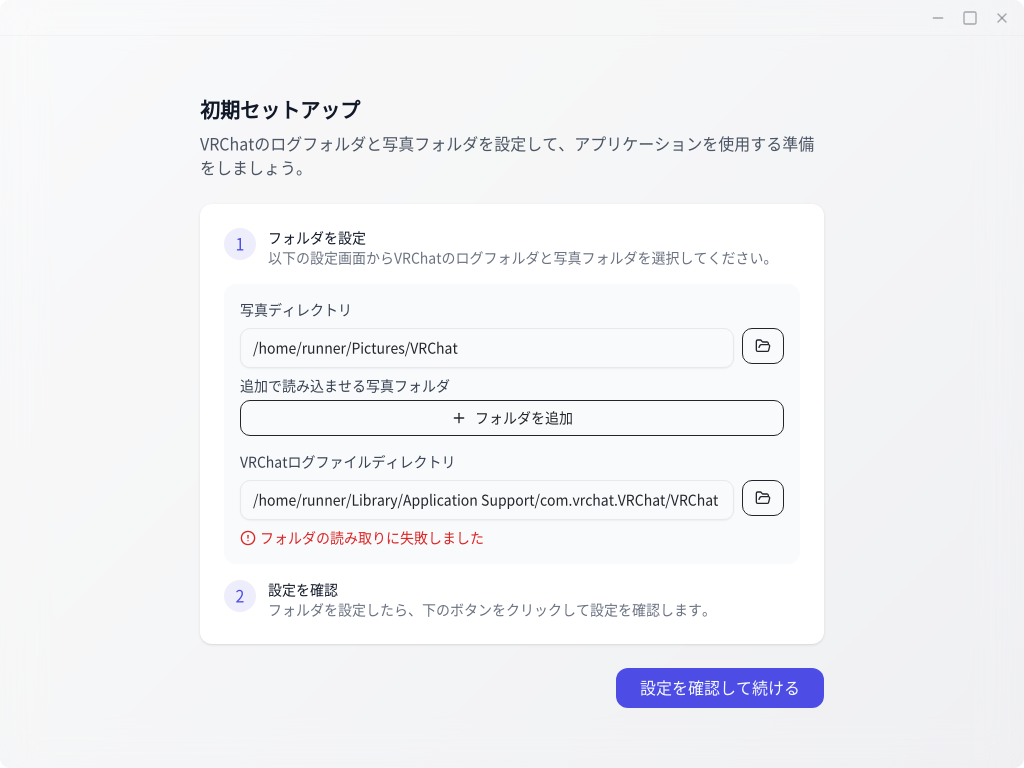 初期セットアップ
VRChatのログフォルダと写真フォルダを設定して、アプリケーションを使用する準備
をしましょう。
1
フォルダを設定
以下の設定画面からVRChatのログフォルダと写真フォルダを選択してください。
写真ディレクトリ
/home/runner/Pictures/VRChat
追加で読み込ませる写真フォルダ
+ フォルダを追加
VRChatログファイルディレクトリ
/home/runner/Library/Application Support/com.vrchat.VRChat/VRChat
フォルダの読み取りに失敗しました
2
設定を確認
フォルダを設定したら、下のボタンをクリックして設定を確認します。
設定を確認して続ける